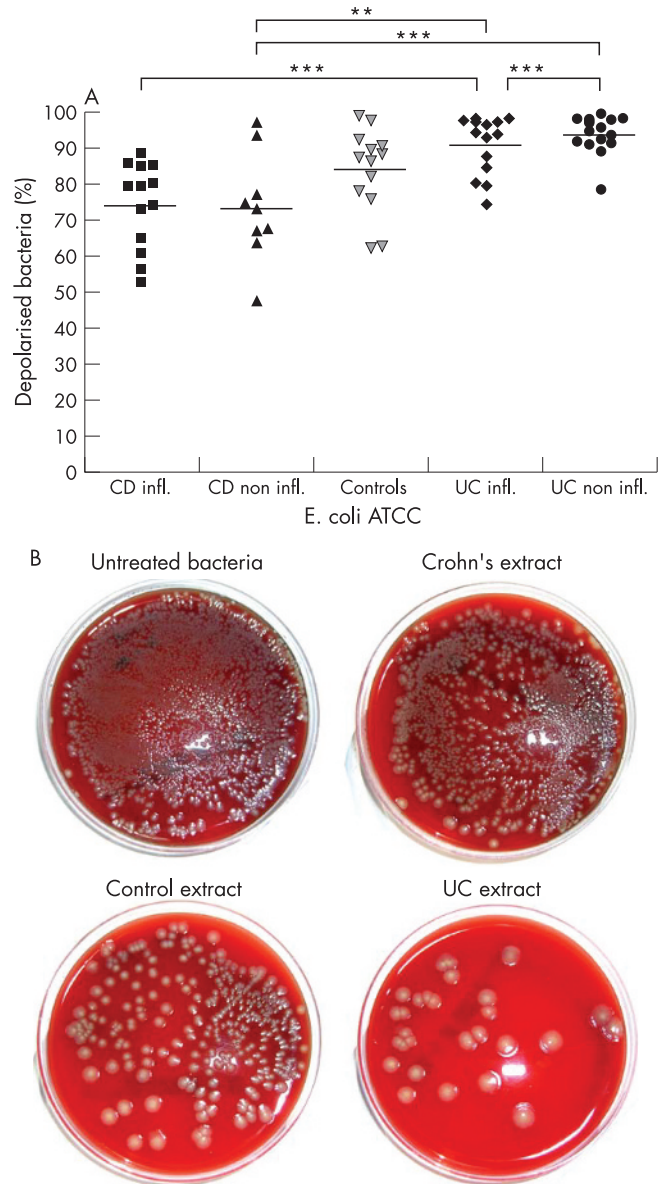 **
***
*** ***
A
Depolarised bacteria (%)
100
90
80
70
60
50
40
30
20
10
0
CD infl. CD non infl. Controls UC infl. UC non infl.
E. coli ATCC
B
Untreated bacteria Crohn's extract
Control extract UC extract